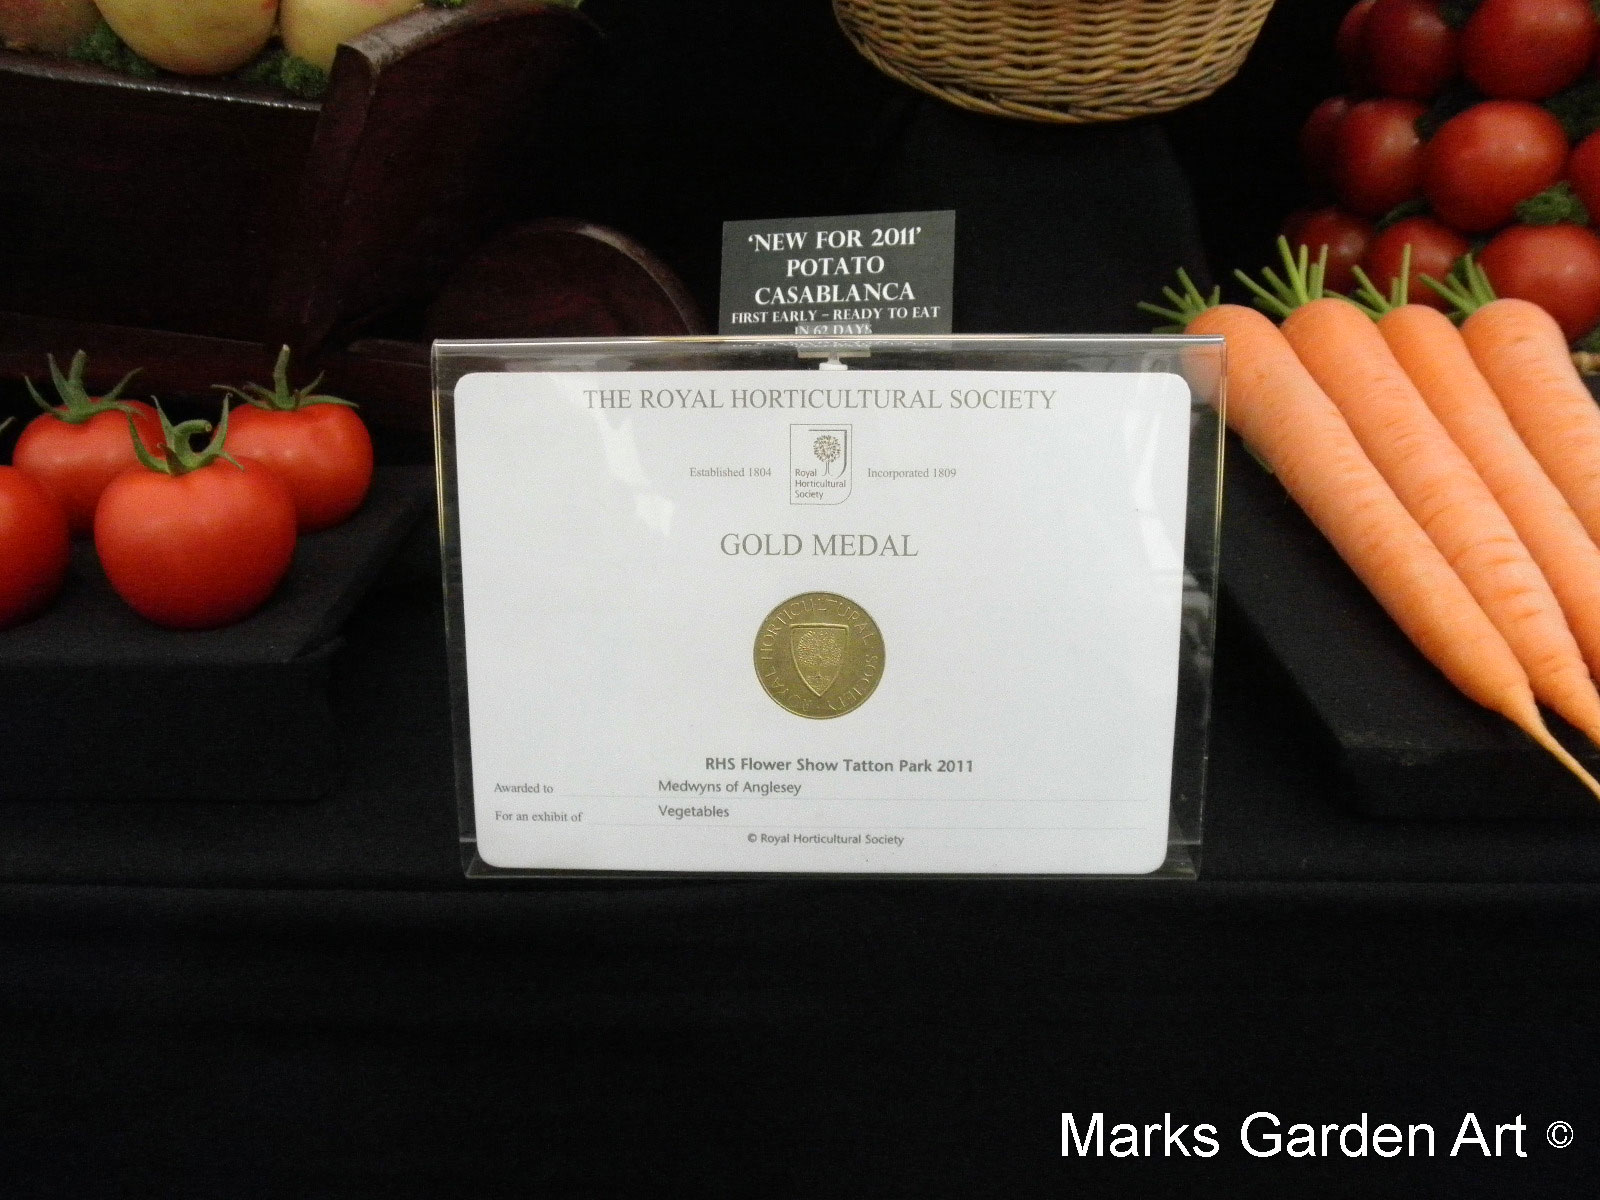 'NEW FOR 2011'
POTATO
CASABLANCA
FIRST EARLY – READY TO EAT
IN 62 DAYS
THE ROYAL HORTICULTURAL SOCIETY
Established 1804
Royal
Horticultural
Society
Incorporated 1809
GOLD MEDAL
ROYAL HORTICULTURAL SOCIETY
RHS Flower Show Tatton Park 2011
Awarded to Medwyns of Anglesey
For an exhibit of Vegetables
© Royal Horticultural Society
Marks Garden Art ©